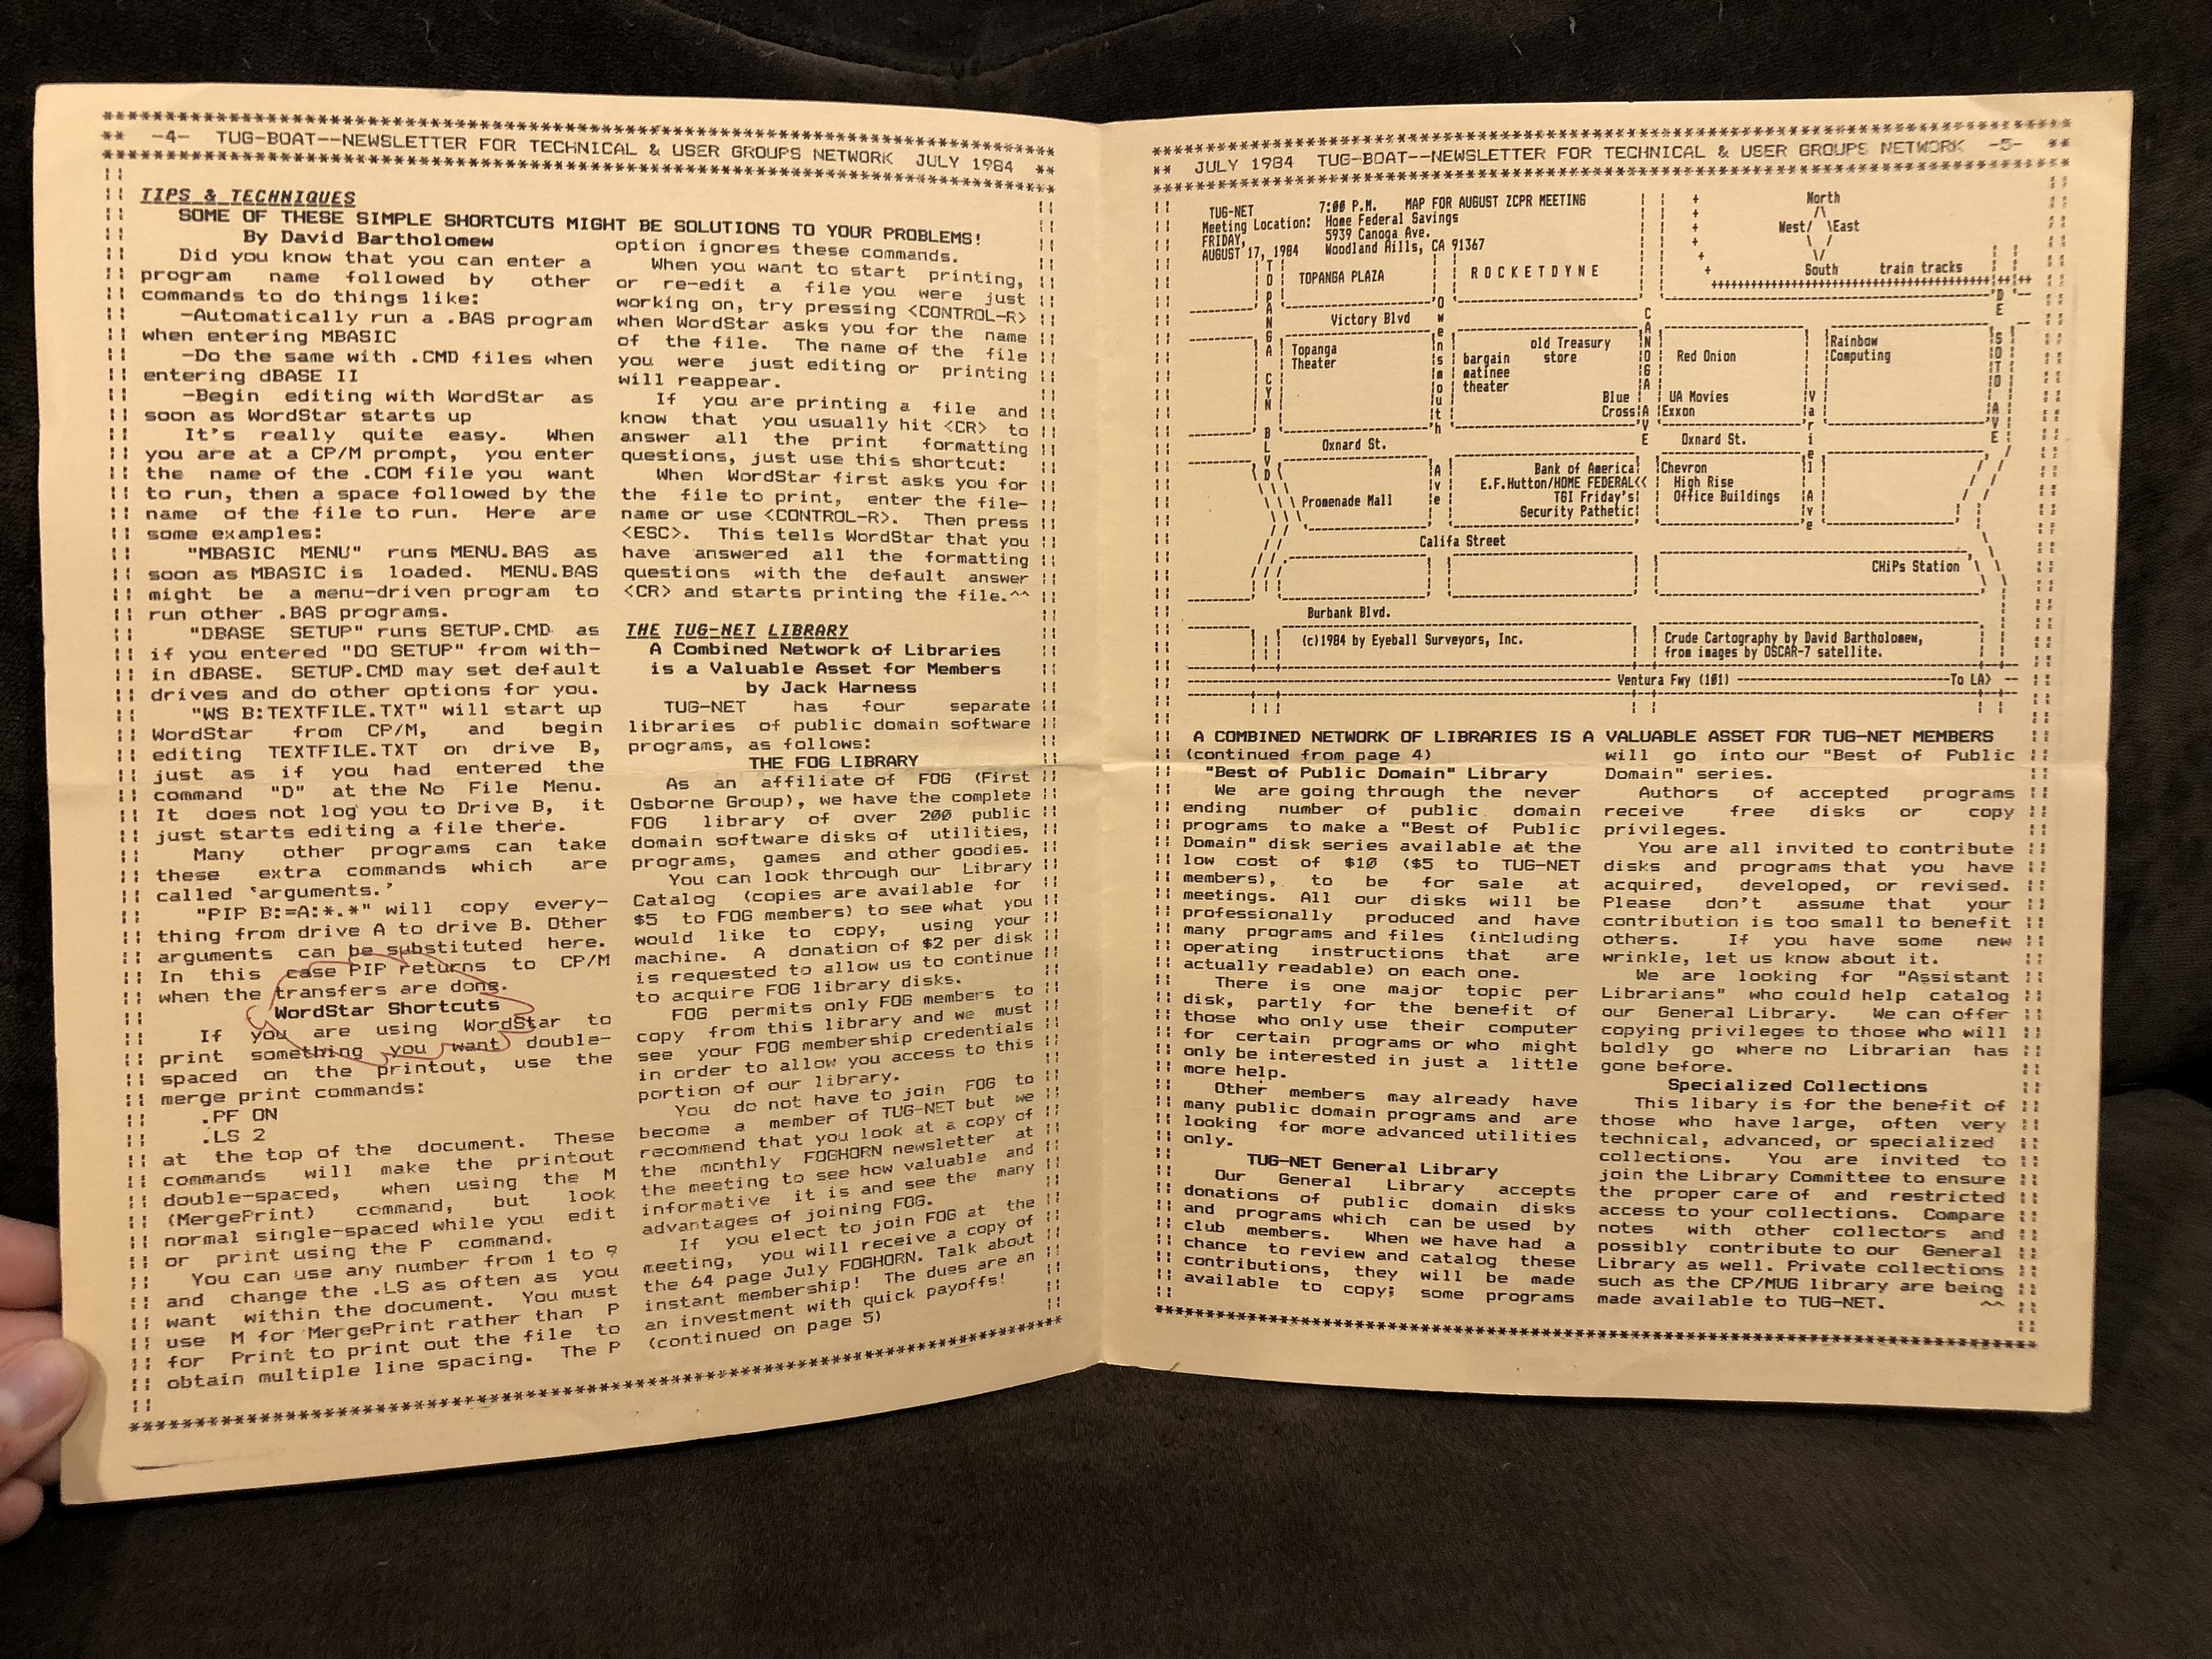 ** -4- TUG-BOAT--NEWSLETTER FOR TECHNICAL & USER GROUPS NETWORK JULY 1984 **
TIPS & TECHNIQUES
SOME OF THESE SIMPLE SHORTCUTS MIGHT BE SOLUTIONS TO YOUR PROBLEMS!
By David Bartholomew
Did you know that you can enter a
program name followed by other
commands to do things like:
-Automatically run a .BAS program
when entering MBASIC
-Do the same with .CMD files when
entering dBASE II
-Begin editing with WordStar as
soon as WordStar starts up
It's really quite easy. When
you are at a CP/M prompt, you enter
the name of the .COM file you want
to run, then a space followed by the
name of the file to run. Here are
some examples:
"MBASIC MENU" runs MENU.BAS as
soon as MBASIC is loaded. MENU.BAS
might be a menu-driven program to
run other .BAS programs.
"DBASE SETUP" runs SETUP.CMD as
if you entered "DO SETUP" from with-
in dBASE. SETUP.CMD may set default
drives and do other options for you.
"WS B:TEXTFILE.TXT" will start up
WordStar from CP/M, and begin
editing TEXTFILE.TXT on drive B,
just as if you had entered the
command "D" at the No File Menu.
It does not log you to Drive B, it
just starts editing a file there.
Many other programs can take
these extra commands which are
called 'arguments.'
"PIP B:=A:*.*" will copy every-
thing from drive A to drive B. Other
arguments can be substituted here.
In this case PIP returns to CP/M
when the transfers are done.
WordStar Shortcuts
If you are using WordStar to
print something you want double-
spaced on the printout, use the
merge print commands:
.PF ON
.LS 2
at the top of the document. These
commands will make the printout
double-spaced, when using the M
(MergePrint) command, but look
normal single-spaced while you edit
or print using the P command.
You can use any number from 1 to 9
and change the .LS as often as you
want within the document. You must
use M for MergePrint rather than P
for Print to print out the file to
obtain multiple line spacing. The P
option ignores these commands.
When you want to start printing,
or re-edit a file you were just
working on, try pressing <CONTROL-R>
when WordStar asks you for the name
of the file. The name of the file
you were just editing or printing
will reappear.
If you are printing a file and
know that you usually hit <CR> to
answer all the print formatting
questions, just use this shortcut:
When WordStar first asks you for
the file to print, enter the file-
name or use <CONTROL-R>. Then press
<ESC>. This tells WordStar that you
have answered all the formatting
questions with the default answer
<CR> and starts printing the file.^^
THE TUG-NET LIBRARY
A Combined Network of Libraries
is a Valuable Asset for Members
by Jack Harness
TUG-NET has four separate
libraries of public domain software
programs, as follows:
THE FOG LIBRARY
As an affiliate of FOG (First
Osborne Group), we have the complete
FOG library of over 200 public
domain software disks of utilities,
programs, games and other goodies.
You can look through our Library
Catalog (copies are available for
$5 to FOG members) to see what you
would like to copy, using your
machine. A donation of $2 per disk
is requested to allow us to continue
to acquire FOG library disks.
FOG permits only FOG members to
copy from this library and we must
see your FOG membership credentials
in order to allow you access to this
portion of our library.
You do not have to join FOG to
become a member of TUG-NET but we
recommend that you look at a copy of
the monthly FOGHORN newsletter at
the meeting to see how valuable and
informative it is and see the many
advantages of joining FOG.
If you elect to join FOG at the
meeting, you will receive a copy of
the 64 page July FOGHORN. Talk about
instant membership! The dues are an
an investment with quick payoffs!
(continued on page 5)
** JULY 1984 TUG-BOAT--NEWSLETTER FOR TECHNICAL & USER GROUPS NETWORK -5- **
TUG-NET 7:00 P.M. MAP FOR AUGUST ZCPR MEETING
Meeting Location: Home Federal Savings
FRIDAY, 5939 Canoga Ave.
AUGUST 17, 1984 Woodland Hills, CA 91367
North
West/ \East
South train tracks
TOPANGA PLAZA
ROCKETDYNE
TOPANGA CYN BLVD
Owensmouth Ave
CANOGA AVE
Variel Ave
DE SOTO AVE
Victory Blvd
Topanga
Theater
old Treasury
store
bargain
matinee
theater
Blue
Cross
Red Onion
UA Movies
Exxon
Rainbow
Computing
Oxnard St.
Oxnard St.
Promenade Mall
Bank of America
E.F.Hutton/HOME FEDERAL<<
TGI Friday's
Security Pathetic
Chevron
High Rise
Office Buildings
Califa Street
CHiPs Station
Burbank Blvd.
(c)1984 by Eyeball Surveyors, Inc.
Crude Cartography by David Bartholomew,
from images by OSCAR-7 satellite.
Ventura Fwy (101) To LA>
A COMBINED NETWORK OF LIBRARIES IS A VALUABLE ASSET FOR TUG-NET MEMBERS
(continued from page 4)
"Best of Public Domain" Library
We are going through the never
ending number of public domain
programs to make a "Best of Public
Domain" disk series available at the
low cost of $10 ($5 to TUG-NET
members), to be for sale at
meetings. All our disks will be
professionally produced and have
many programs and files (intcluding
operating instructions that are
actually readable) on each one.
There is one major topic per
disk, partly for the benefit of
those who only use their computer
for certain programs or who might
only be interested in just a little
more help.
Other members may already have
many public domain programs and are
looking for more advanced utilities
only.
TUG-NET General Library
Our General Library accepts
donations of public domain disks
and programs which can be used by
club members. When we have had a
chance to review and catalog these
contributions, they will be made
available to copy; some programs
will go into our "Best of Public
Domain" series.
Authors of accepted programs
receive free disks or copy
privileges.
You are all invited to contribute
disks and programs that you have
acquired, developed, or revised.
Please don't assume that your
contribution is too small to benefit
others. If you have some new
wrinkle, let us know about it.
We are looking for "Assistant
Librarians" who could help catalog
our General Library. We can offer
copying privileges to those who will
boldly go where no Librarian has
gone before.
Specialized Collections
This libary is for the benefit of
those who have large, often very
technical, advanced, or specialized
collections. You are invited to
join the Library Committee to ensure
the proper care of and restricted
access to your collections. Compare
notes with other collectors and
possibly contribute to our General
Library as well. Private collections
such as the CP/MUG library are being
made available to TUG-NET. ^^